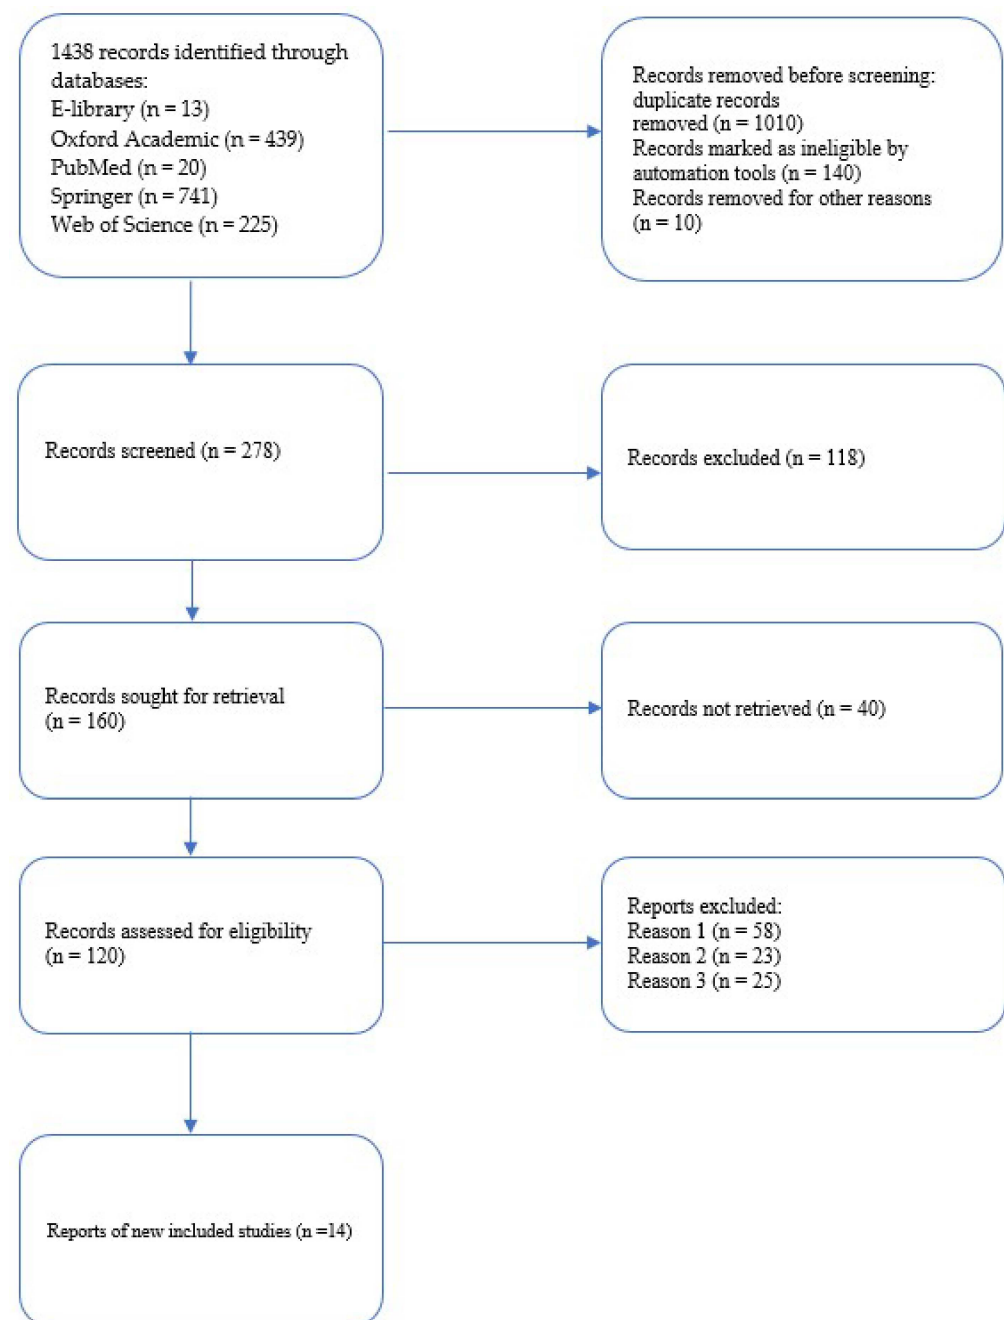 1438 records identified through
databases:
E-library (n = 13)
Oxford Academic (n = 439)
PubMed (n = 20)
Springer (n = 741)
Web of Science (n = 225)
Records removed before screening:
duplicate records
removed (n = 1010)
Records marked as ineligible by
automation tools (n = 140)
Records removed for other reasons
(n = 10)
Records screened (n = 278)
Records excluded (n = 118)
Records sought for retrieval
(n = 160)
Records not retrieved (n = 40)
Records assessed for eligibility
(n = 120)
Reports excluded:
Reason 1 (n = 58)
Reason 2 (n = 23)
Reason 3 (n = 25)
Reports of new included studies (n =14)